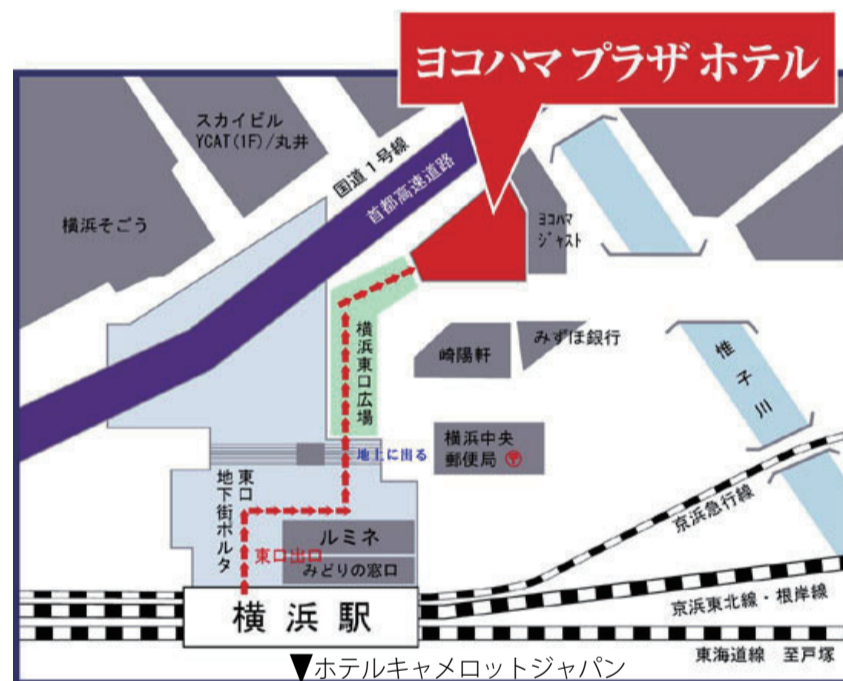 ヨコハマ プラザ ホテル
スカイビル
YCAT(1F)/丸井
国道1号線
首都高速道路
横浜そごう
ヨコハマ
ジャスト
横浜東口広場
崎陽軒
みずほ銀行
帷子川
横浜中央
郵便局
地上に出る
東口
地下街ポルタ
ルミネ
東口出口
みどりの窓口
京浜急行線
横浜駅
京浜東北線・根岸線
東海道線 至戸塚
▼ホテルキャメロットジャパン